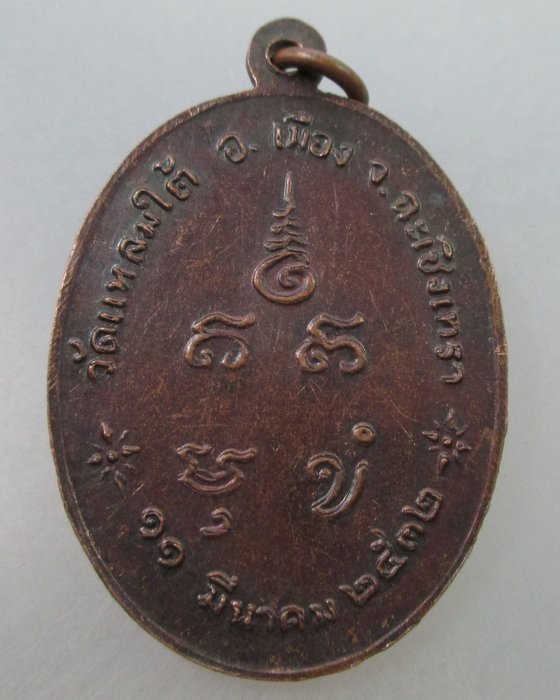 วัดแหลมใต้ อ. เมือง จ. ฉะเชิงเทรา
๑๑ มีนาคม ๒๕๓๒